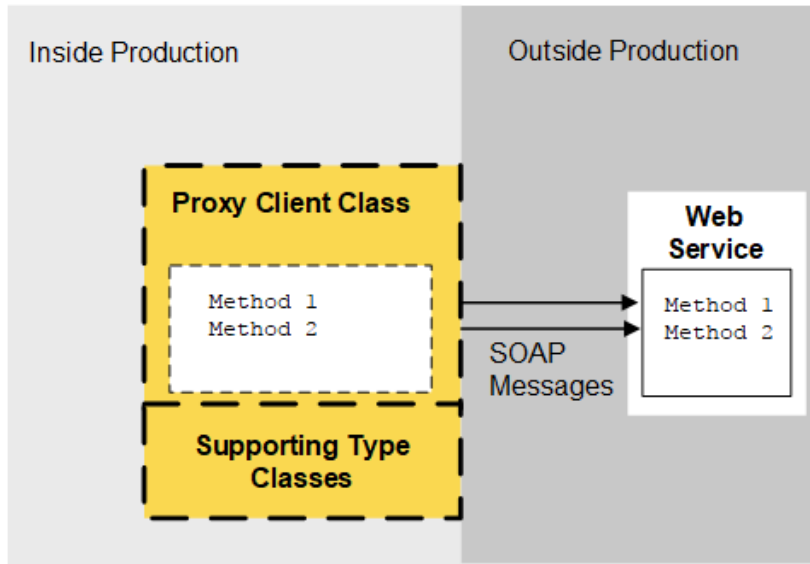 Inside Production
Outside Production
Proxy Client Class
Method 1
Method 2
Web
Service
Method 1
Method 2
SOAP
Messages
Supporting Type
Classes